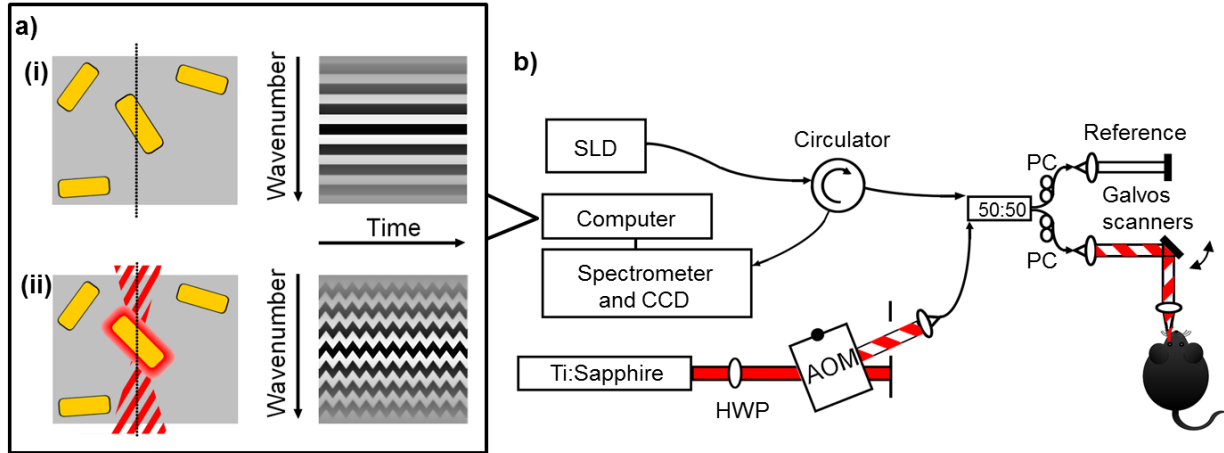 a)
(i)
Wavenumber
Time
(ii)
Wavenumber
b)
SLD
Circulator
Computer
Spectrometer
and CCD
Ti:Sapphire
HWP
AOM
50:50
PC
Reference
Galvos
scanners
PC